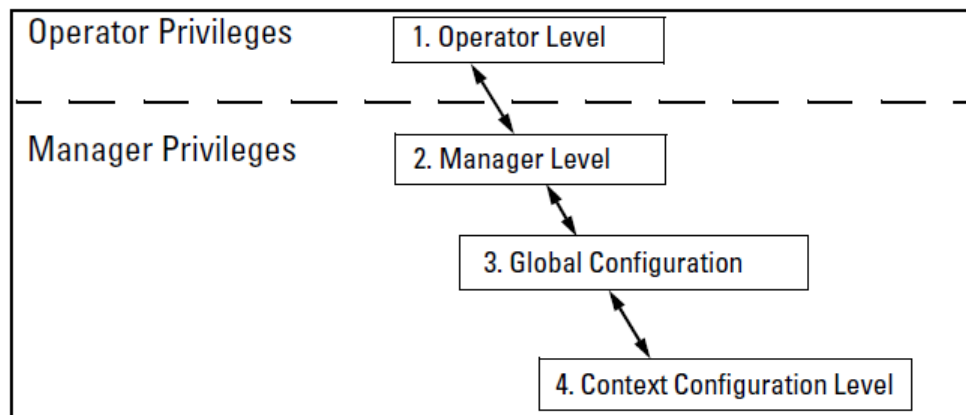 Operator Privileges
1. Operator Level
Manager Privileges
2. Manager Level
3. Global Configuration
4. Context Configuration Level